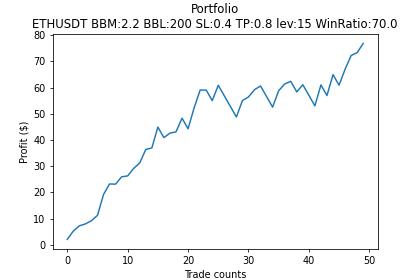 Portfolio
ETHUSDT BBM:2.2 BBL:200 SL:0.4 TP:0.8 lev:15 WinRatio:70.0
80
70
60
50
40
30
20
10
0
Profit ($)
0 10 20 30 40 50
Trade counts